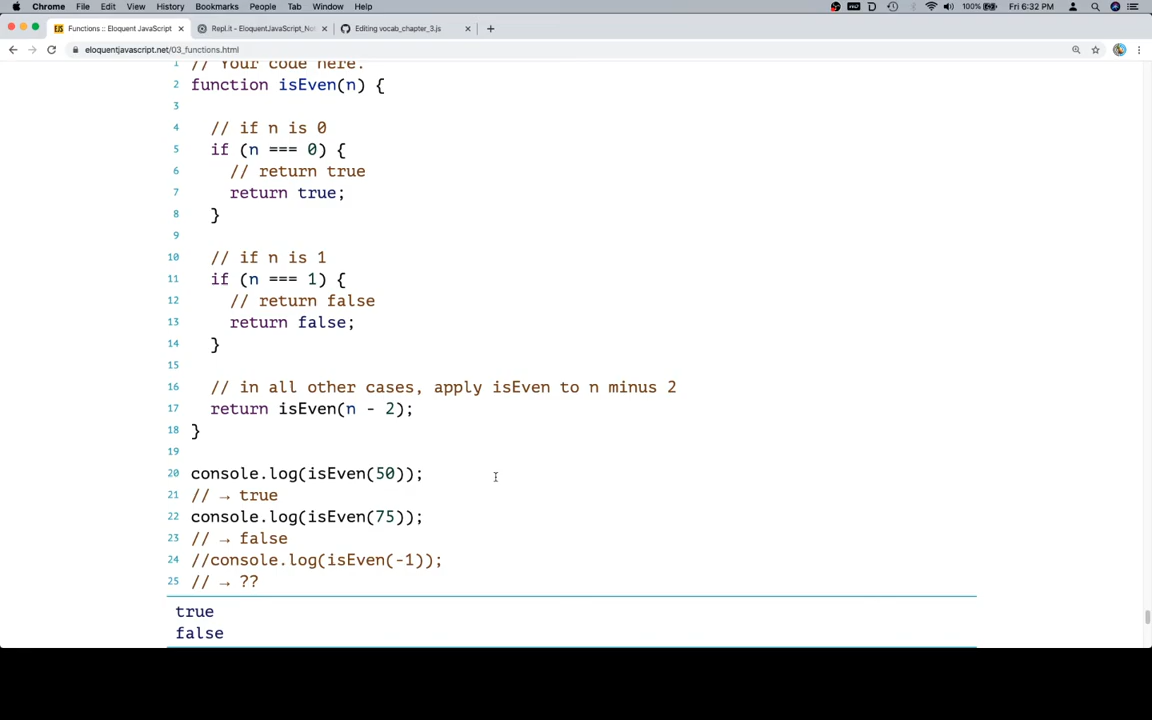 Chrome File Edit View History Bookmarks People Tab Window Help 100% Fri 6:32 PM
Functions :: Eloquent JavaScript Repl.it - EloquentJavaScript_Not Editing vocab_chapter_3.js
eloquentjavascript.net/03_functions.html
1 // Your code here.
2 function isEven(n) {
3
4 // if n is 0
5 if (n === 0) {
6 // return true
7 return true;
8 }
9
10 // if n is 1
11 if (n === 1) {
12 // return false
13 return false;
14 }
15
16 // in all other cases, apply isEven to n minus 2
17 return isEven(n - 2);
18 }
19
20 console.log(isEven(50));
21 // → true
22 console.log(isEven(75));
23 // → false
24 //console.log(isEven(-1));
25 // → ??
true
false